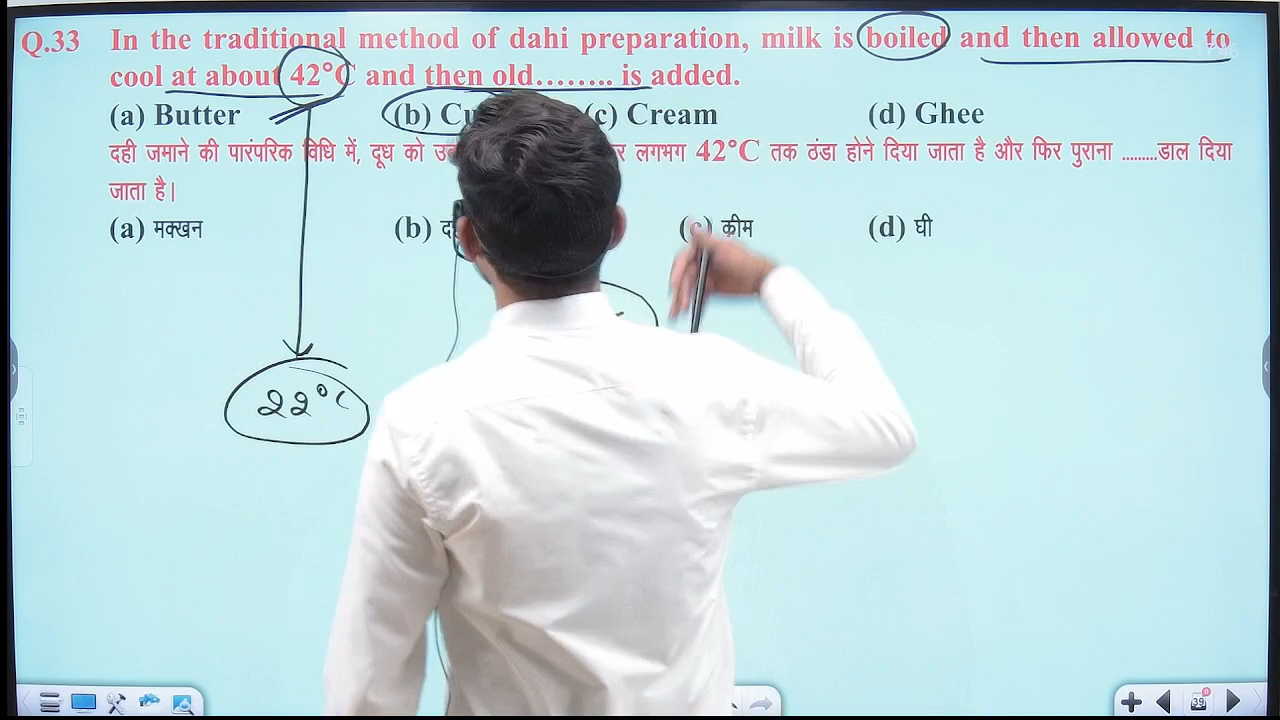 Q.33 In the traditional method of dahi preparation, milk is boiled and then allowed to
cool at about 42°C and then old........ is added.
(a) Butter (b) (c) Cream (d) Ghee
दही जमाने की पारंपरिक विधि में, दूध को लगभग 42°C तक ठंडा होने दिया जाता है और फिर पुराना .........डाल दिया
जाता है।
(a) मक्खन (b) (c) क्रीम (d) घी
22°C
39